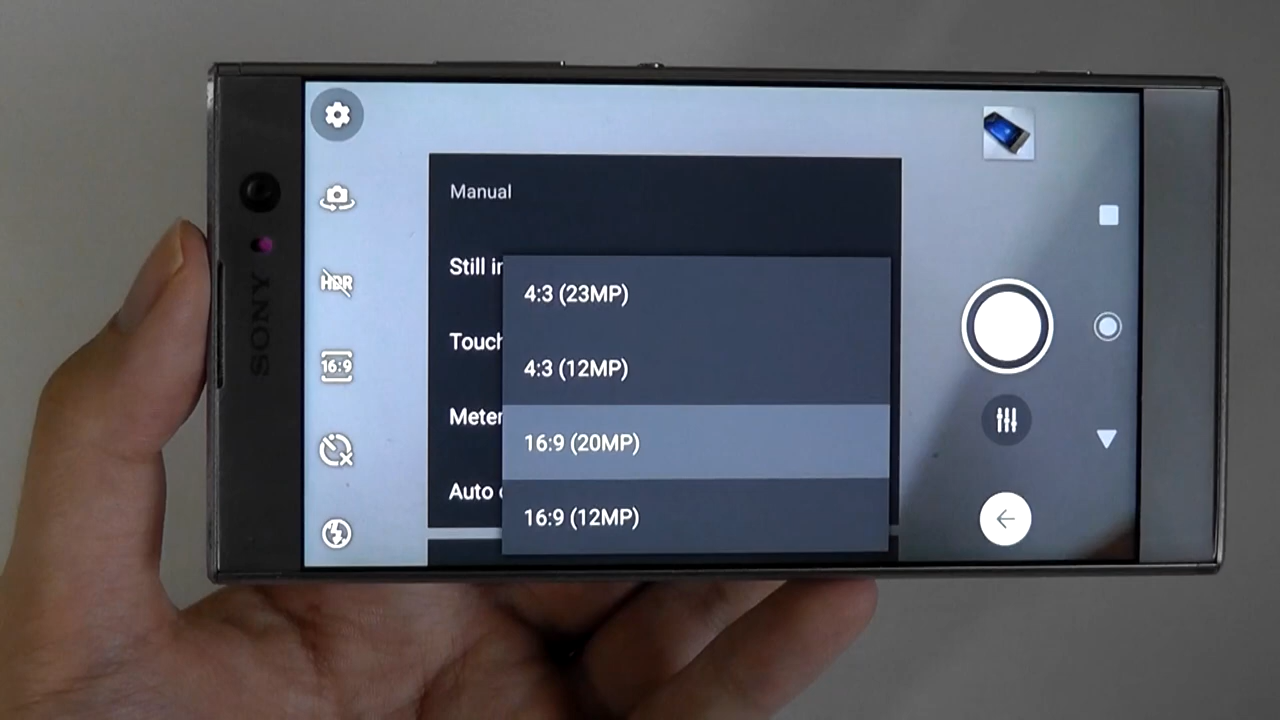 SONY
HDR
16:9
Manual
Still
Touch
Meter
Auto
4:3 (23MP)
4:3 (12MP)
16:9 (20MP)
16:9 (12MP)